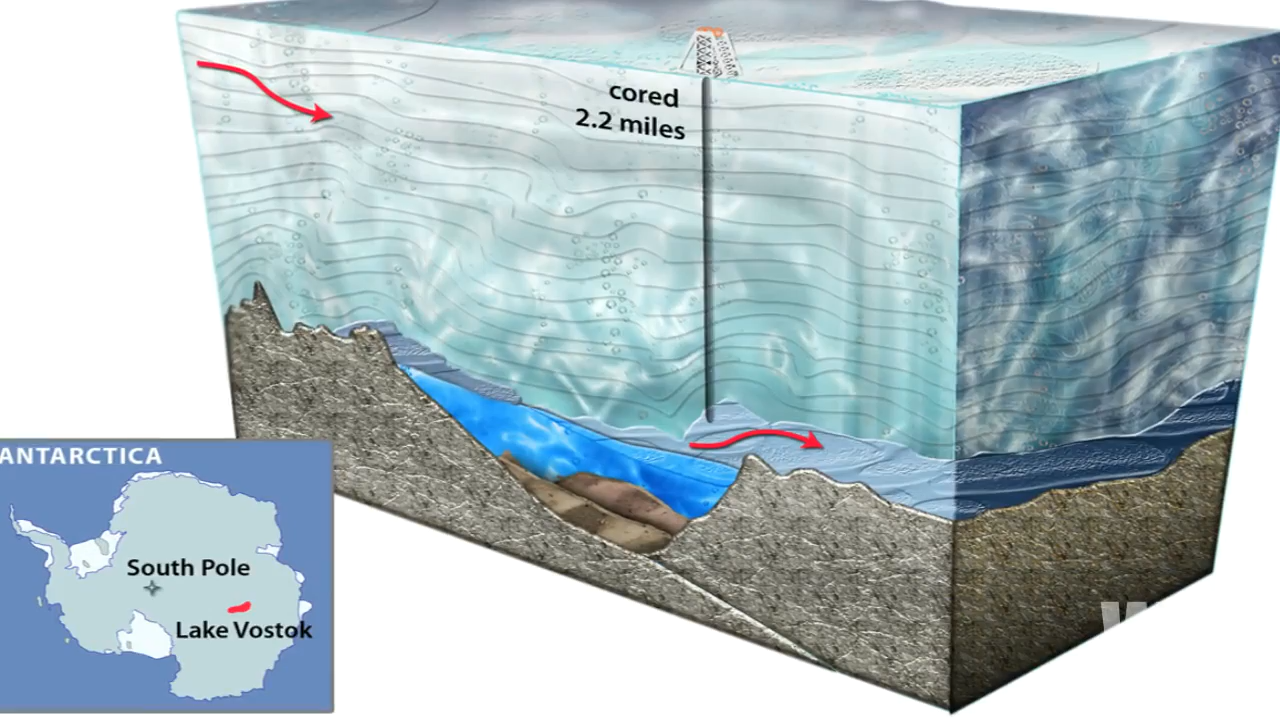 cored
2.2 miles
ANTARCTICA
South Pole
Lake Vostok